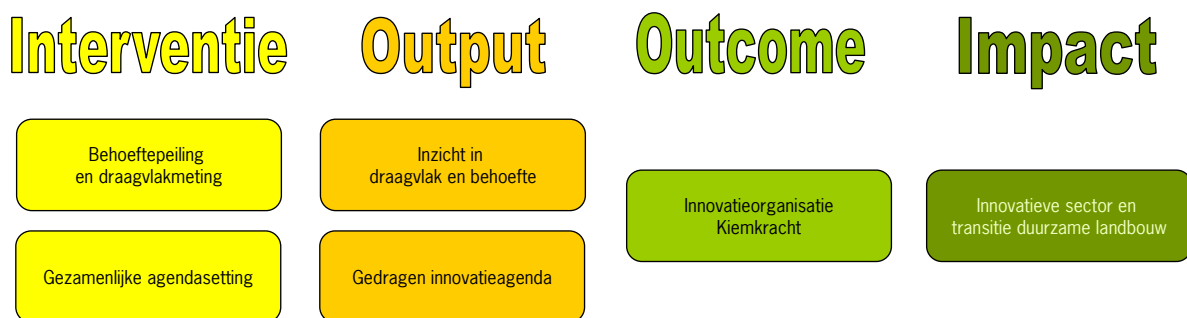 Interventie
Output
Outcome
Impact
Behoeftepeiling
en draagvlakmeting
Inzicht in
draagvlak en behoefte
Innovatieorganisatie
Kiemkracht
Innovatieve sector en
transitie duurzame landbouw
Gezamenlijke agendasetting
Gedragen innovatieagenda